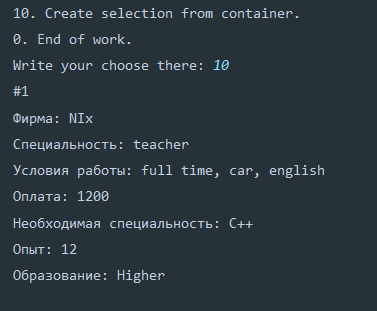 10. Create selection from container.
0. End of work.
Write your choose there: 10
#1
Фирма: NIx
Специальность: teacher
Условия работы: full time, car, english
Оплата: 1200
Необходимая специальность: C++
Опыт: 12
Образование: Higher